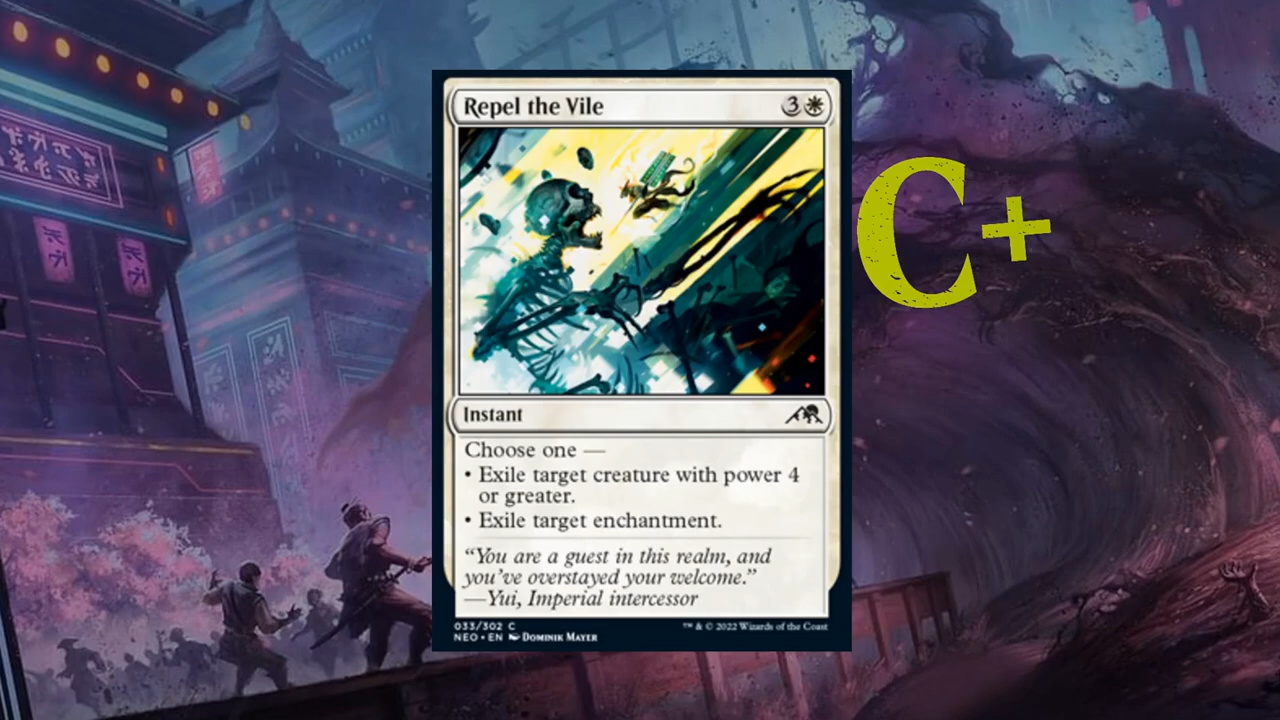 Repel the Vile 3
C+
Instant
Choose one —
• Exile target creature with power 4
or greater.
• Exile target enchantment.
“You are a guest in this realm, and
you’ve overstayed your welcome.”
—Yui, Imperial intercessor
033/302 C ™ & © 2022 Wizards of the Coast
NEO • EN Dominik Mayer